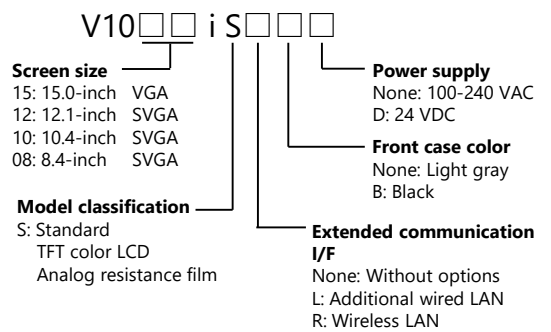 V10□□ i S□□□
Screen size
15: 15.0-inch VGA
12: 12.1-inch SVGA
10: 10.4-inch SVGA
08: 8.4-inch SVGA
Model classification
S: Standard
TFT color LCD
Analog resistance film
Power supply
None: 100-240 VAC
D: 24 VDC
Front case color
None: Light gray
B: Black
Extended communication
I/F
None: Without options
L: Additional wired LAN
R: Wireless LAN